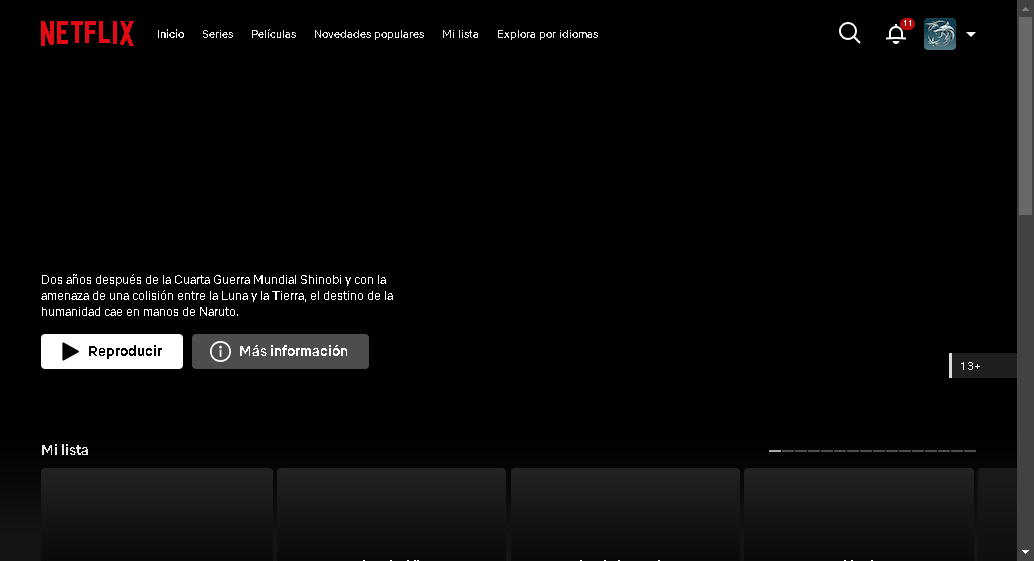 NETFLIX Inicio Series Películas Novedades populares Mi lista Explora por idiomas 11
Dos años después de la Cuarta Guerra Mundial Shinobi y con la
amenaza de una colisión entre la Luna y la Tierra, el destino de la
humanidad cae en manos de Naruto.
Reproducir Más información
13+
Mi lista